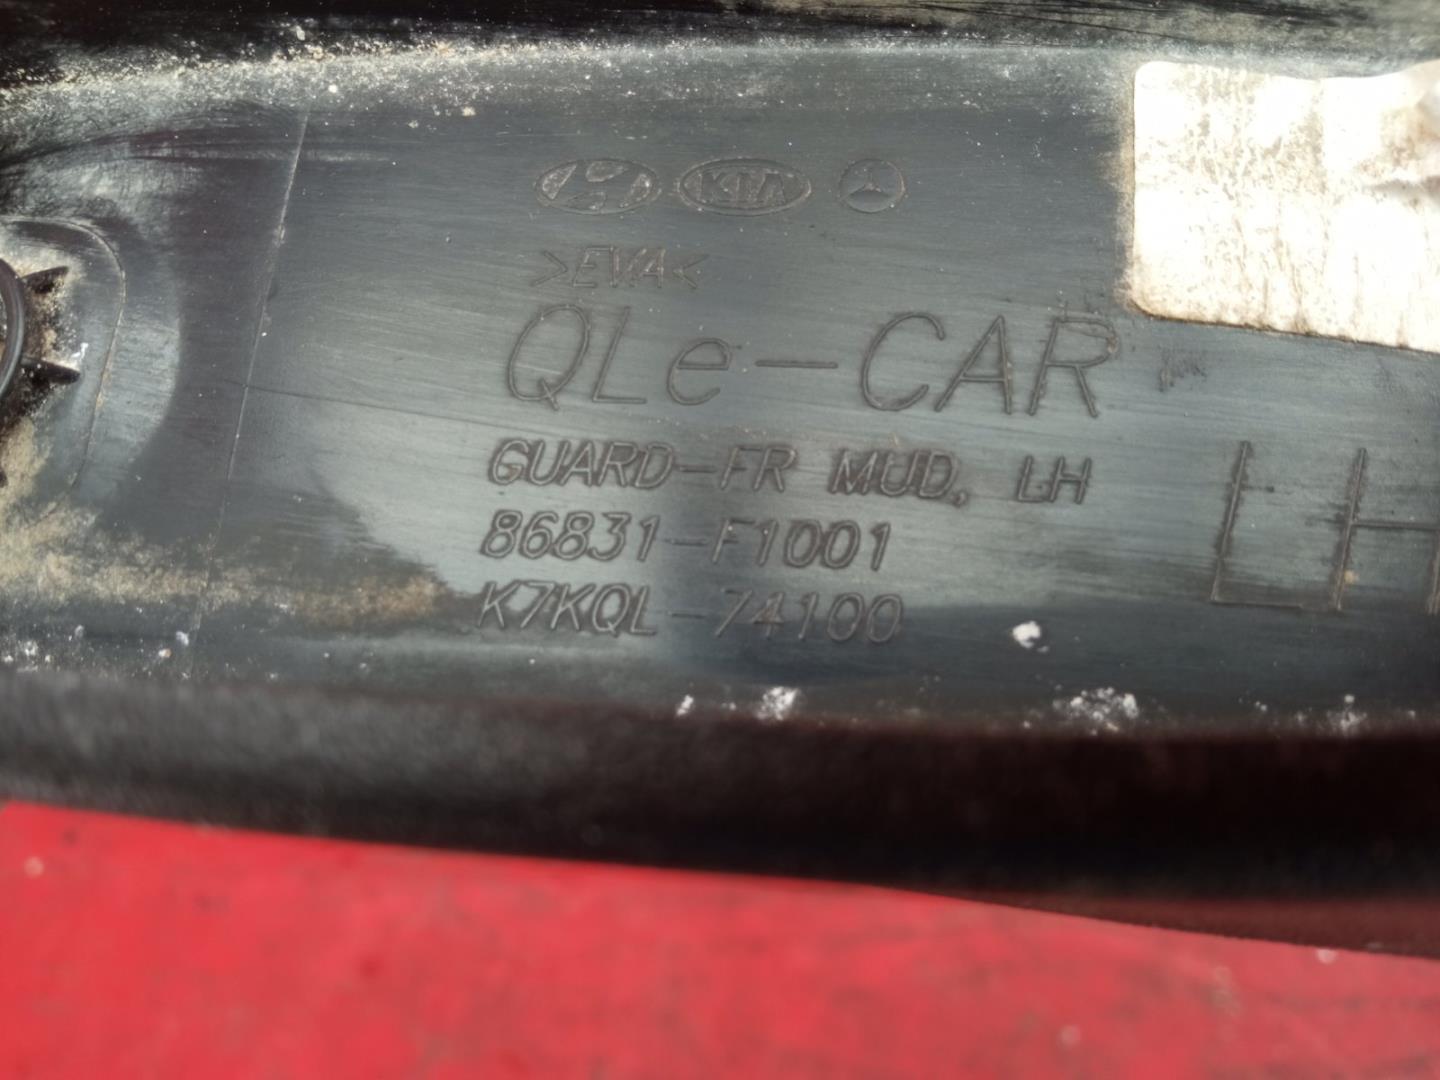 KIA
>EVA<
QLe-CAR
GUARD-FR MUD, LH
86831-F1001
K7KQL-74100
LH